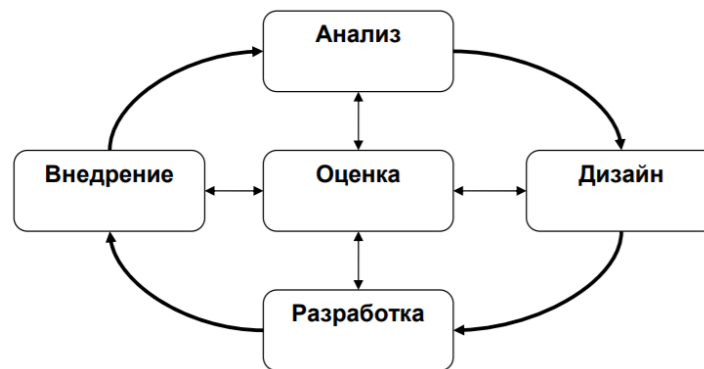 Анализ
Внедрение
Оценка
Дизайн
Разработка